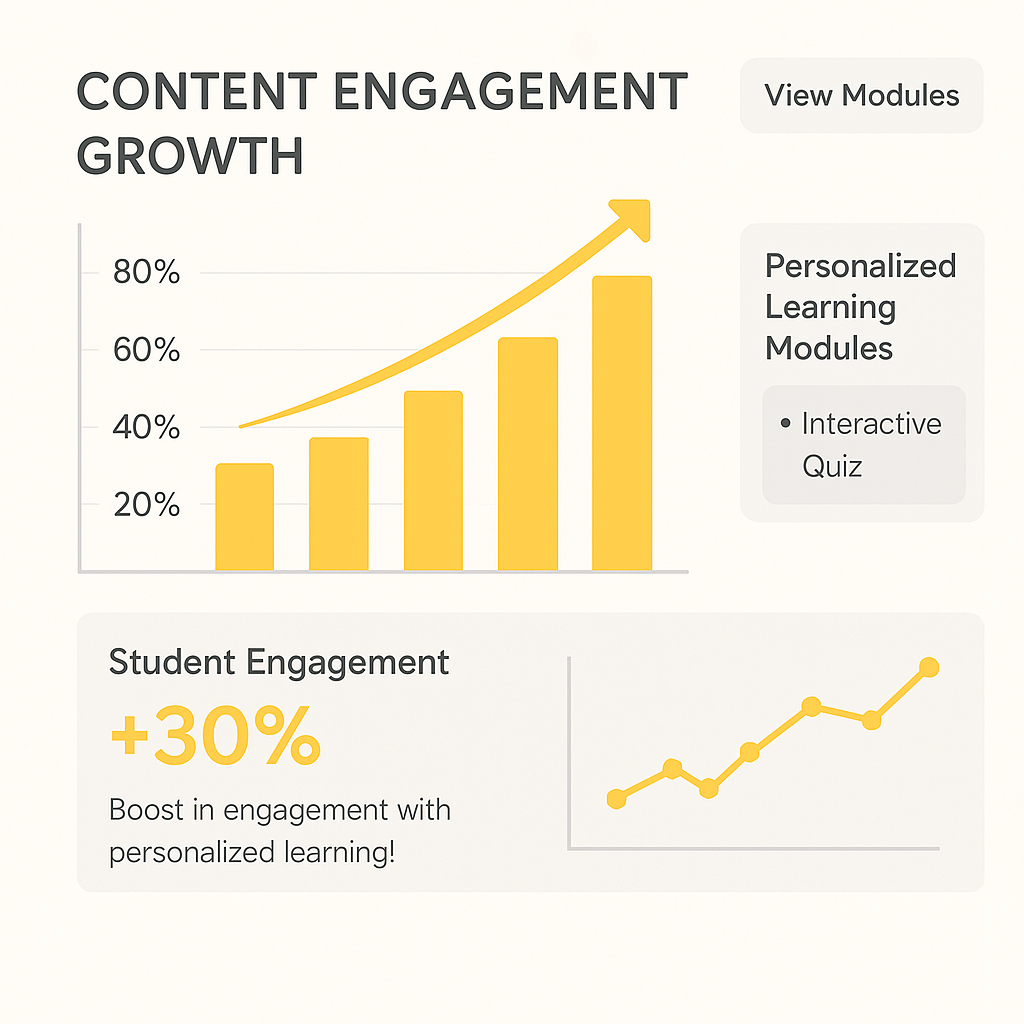 CONTENT ENGAGEMENT
GROWTH
View Modules
80%
60%
40%
20%
Personalized
Learning
Modules
• Interactive
Quiz
Student Engagement
+30%
Boost in engagement with
personalized learning!